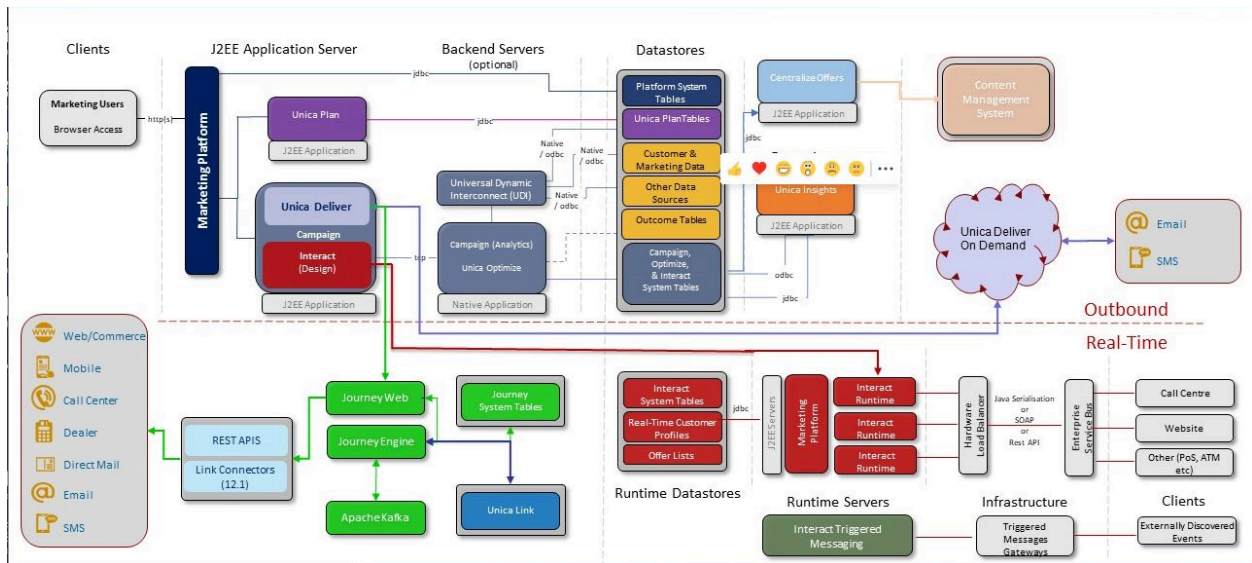 Clients
J2EE Application Server
Backend Servers
(optional)
Datastores
Marketing Users
Browser Access
http(s)
Marketing Platform
jdbc
Unica Plan
J2EE Application
jdbc
Unica Deliver
Campaign
Interact
(Design)
J2EE Application
tcp
Universal Dynamic
Interconnect (UDI)
Campaign (Analytics)
Unica Optimize
Native Application
Native
/ odbc
Native
/ odbc
Native
/ odbc
Platform System
Tables
Unica PlanTables
Customer &
Marketing Data
Other Data
Sources
Outcome Tables
Campaign,
Optimize,
& Interact
System Tables
Centralize Offers
J2EE Application
jdbc
Unica Insights
J2EE Application
odbc
jdbc
Content
Management
System
Unica Deliver
On Demand
Email
SMS
Outbound
Real-Time
Web/Commerce
Mobile
Call Center
Dealer
Direct Mail
Email
SMS
REST APIS
Link Connectors
(12.1)
Journey Web
Journey Engine
Apache Kafka
Journey
System Tables
Unica Link
Interact
System Tables
Real-Time Customer
Profiles
Offer Lists
Runtime Datastores
jdbc
J2EE Servers
Marketing
Platform
Interact
Runtime
Interact
Runtime
Interact
Runtime
Runtime Servers
Hardware
Load Balancer
Java Serialisation
or
SOAP
or
Rest API
Enterprise
Service Bus
Infrastructure
Call Centre
Website
Other (PoS, ATM
etc)
Clients
Interact Triggered
Messaging
Triggered
Messages
Gateways
Externally Discovered
Events